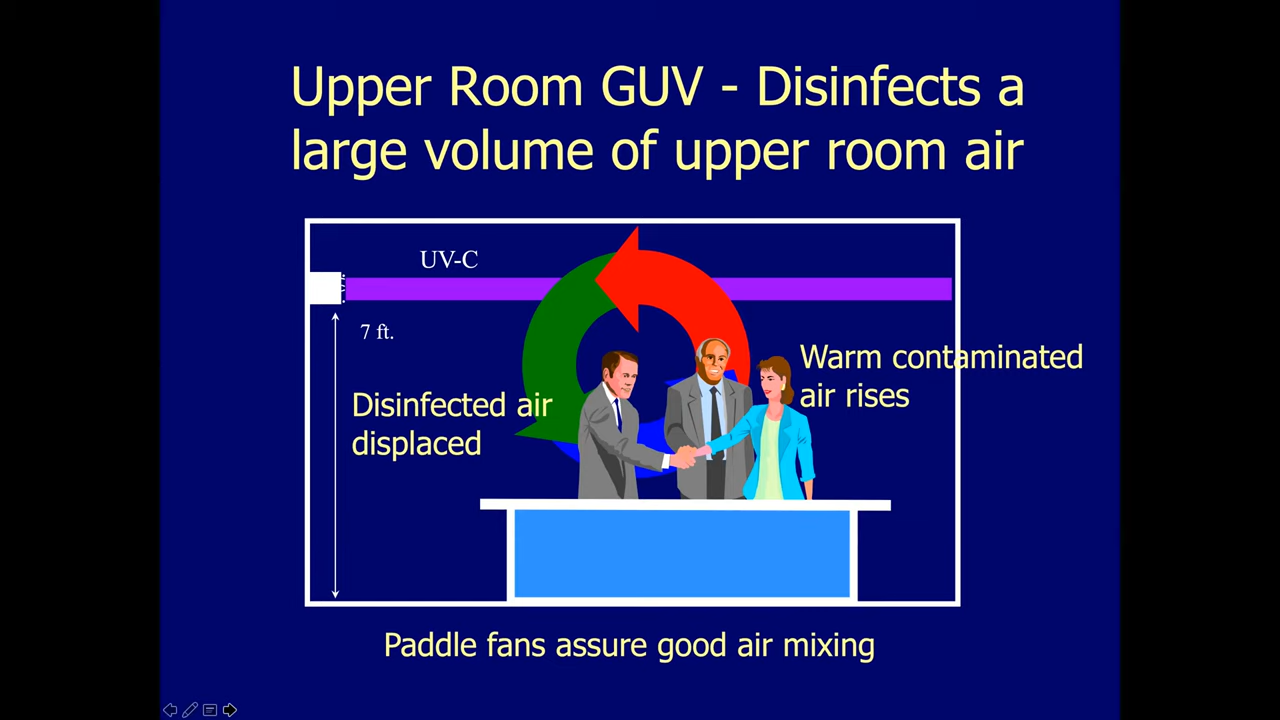 Upper Room GUV - Disinfects a
large volume of upper room air
UV-C
7 ft.
Warm contaminated
air rises
Disinfected air
displaced
Paddle fans assure good air mixing